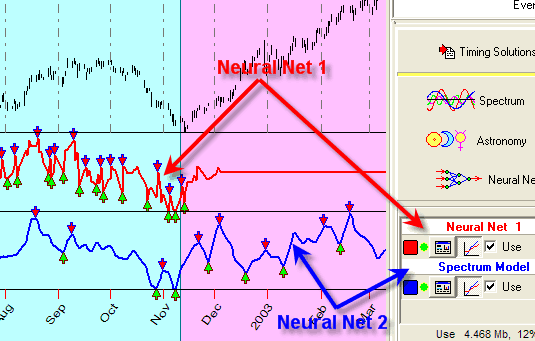 Even
Timing Solutions
Neural Net 1
Spectrum
Astronomy
Neural Ne
Neural Net 1
Use
Spectrum Model
Use
Aug
Sep
Oct
Nov
Dec
2003
Feb
Mar
Neural Net 2
Use 4.468 Mb, 12%